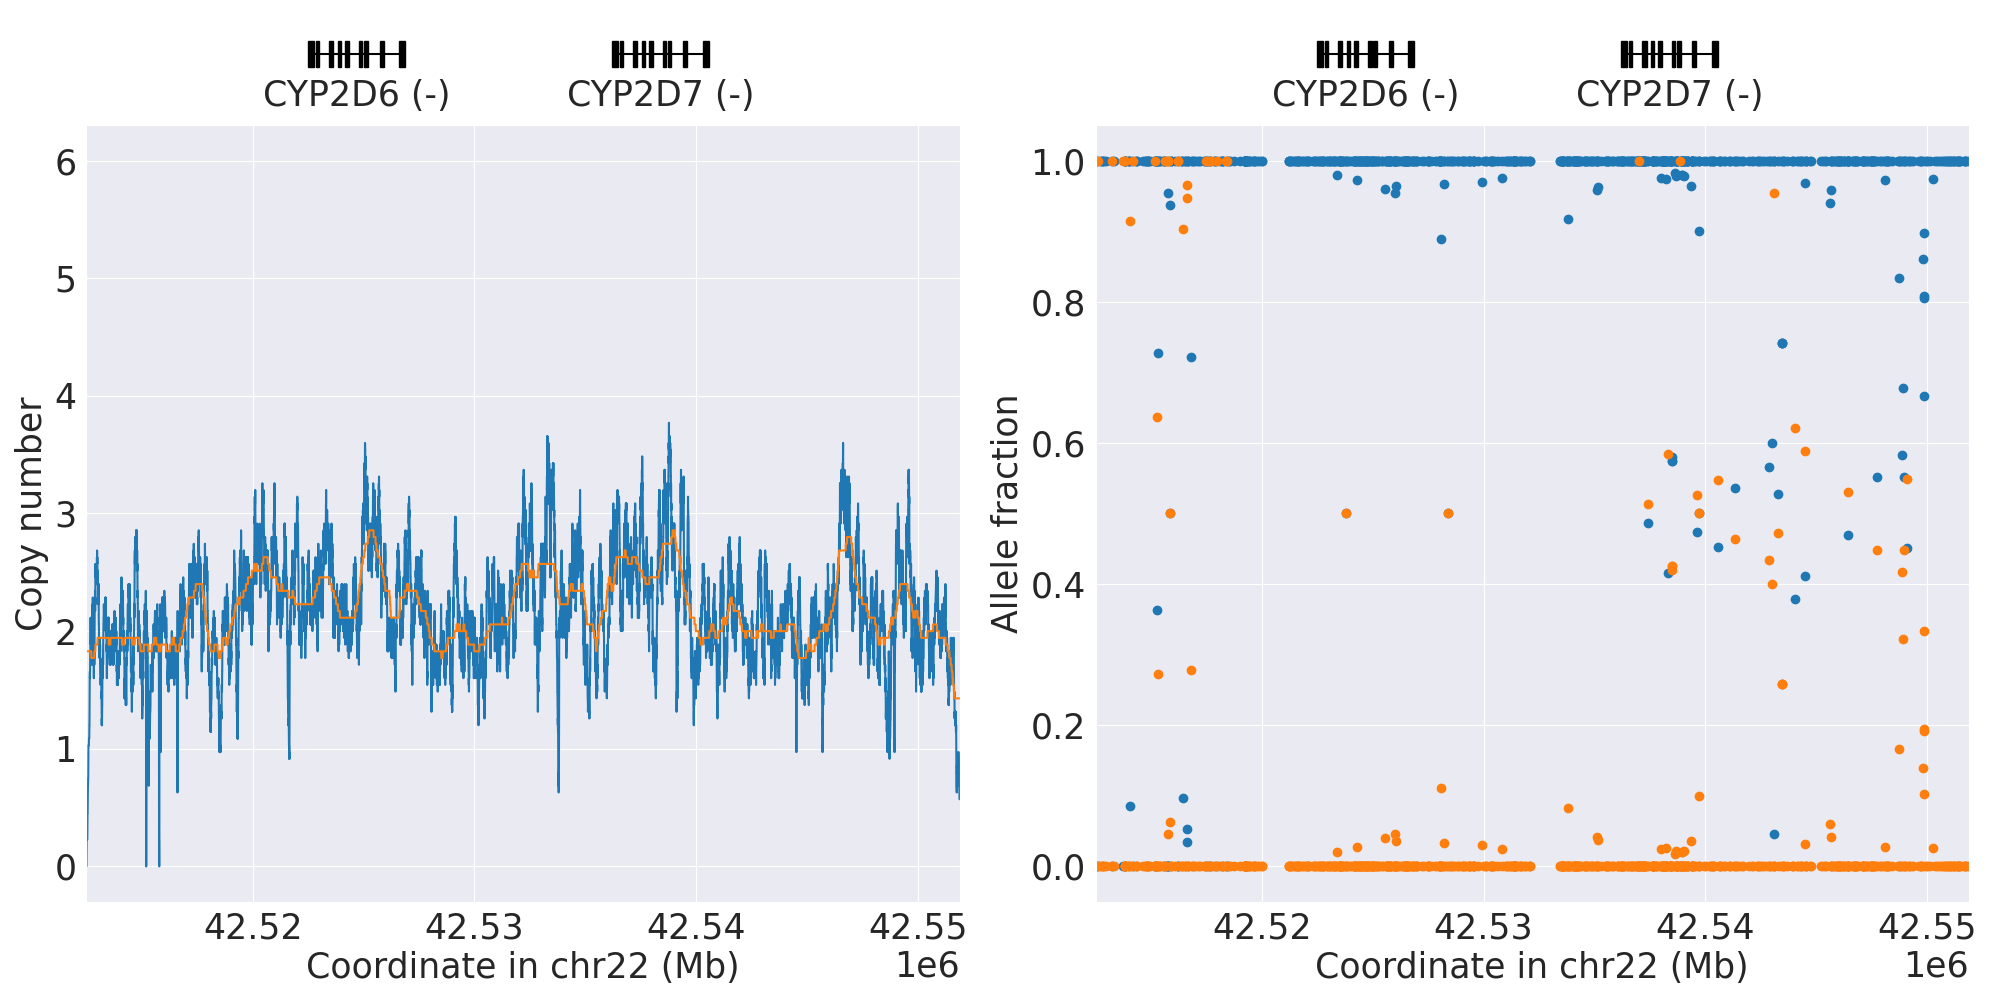 CYP2D6 (-) CYP2D7 (-)
6
5
4
3
2
1
0
Copy number
42.52 42.53 42.54 42.55
Coordinate in chr22 (Mb) 1e6
CYP2D6 (-) CYP2D7 (-)
1.0
0.8
0.6
0.4
0.2
0.0
Allele fraction
42.52 42.53 42.54 42.55
Coordinate in chr22 (Mb) 1e6